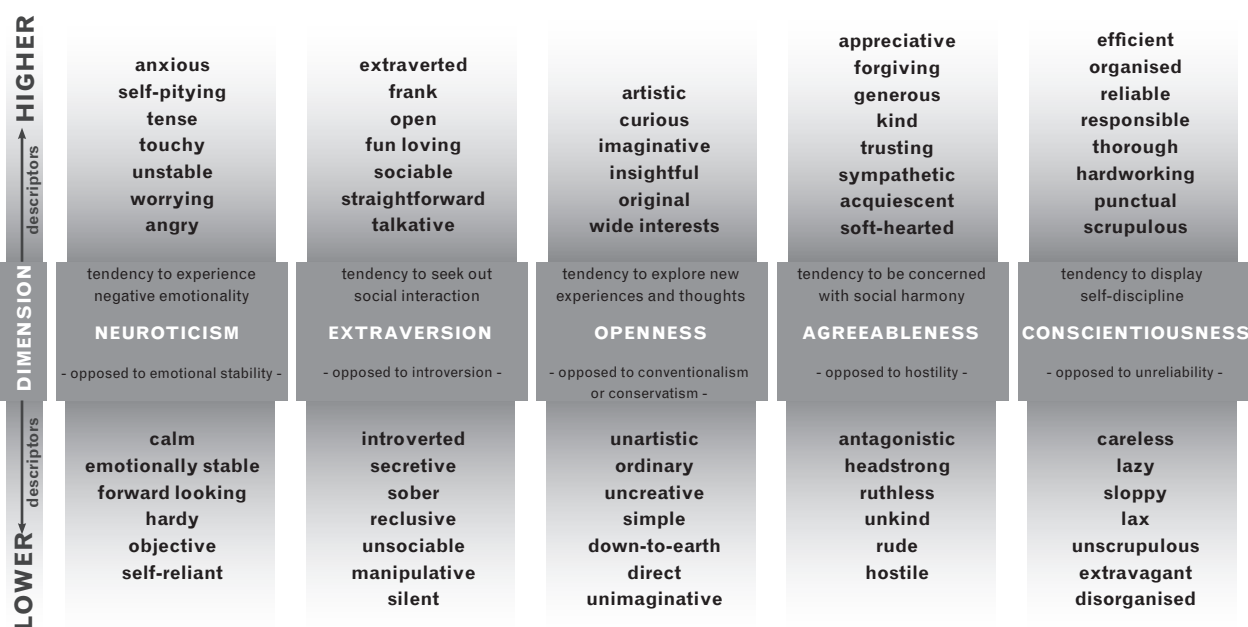 HIGHER
descriptors
DIMENSION
descriptors
LOWER
anxious
self-pitying
tense
touchy
unstable
worrying
angry
tendency to experience
negative emotionality
NEUROTICISM
- opposed to emotional stability -
calm
emotionally stable
forward looking
hardy
objective
self-reliant
extraverted
frank
open
fun loving
sociable
straightforward
talkative
tendency to seek out
social interaction
EXTRAVERSION
- opposed to introversion -
introverted
secretive
sober
reclusive
unsociable
manipulative
silent
artistic
curious
imaginative
insightful
original
wide interests
tendency to explore new
experiences and thoughts
OPENNESS
- opposed to conventionalism
or conservatism -
unartistic
ordinary
uncreative
simple
down-to-earth
direct
unimaginative
appreciative
forgiving
generous
kind
trusting
sympathetic
acquiescent
soft-hearted
tendency to be concerned
with social harmony
AGREEABLENESS
- opposed to hostility -
antagonistic
headstrong
ruthless
unkind
rude
hostile
efficient
organised
reliable
responsible
thorough
hardworking
punctual
scrupulous
tendency to display
self-discipline
CONSCIENTIOUSNESS
- opposed to unreliability -
careless
lazy
sloppy
lax
unscrupulous
extravagant
disorganised